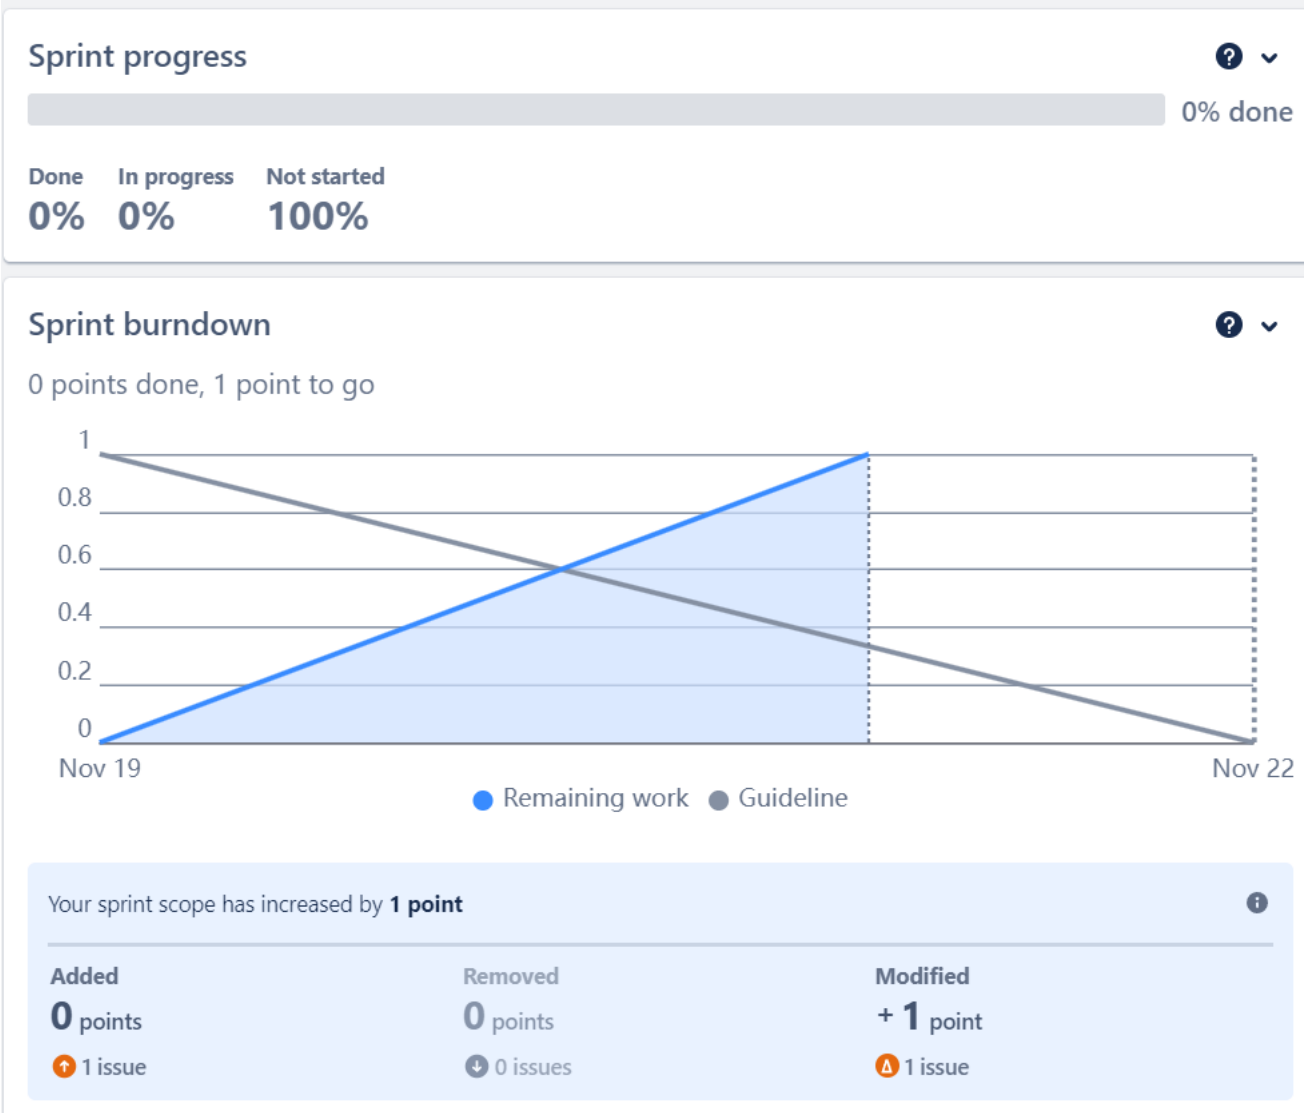 Sprint progress
0% done
Done In progress Not started
0% 0% 100%
Sprint burndown
0 points done, 1 point to go
1
0.8
0.6
0.4
0.2
0
Nov 19 Nov 22
Remaining work Guideline
Your sprint scope has increased by 1 point
Added Removed Modified
0 points 0 points + 1 point
1 issue 0 issues 1 issue